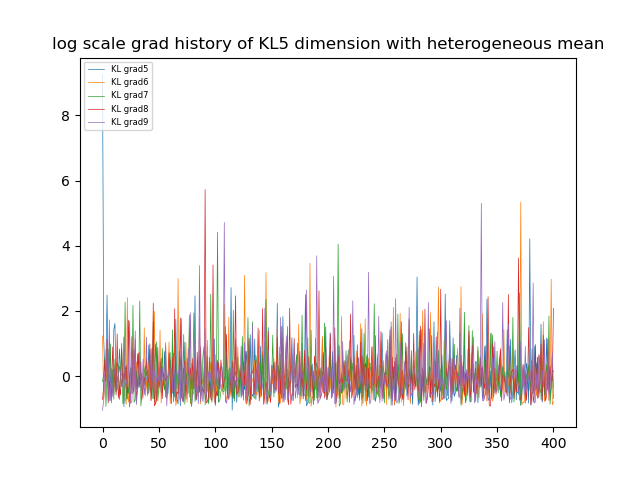 log scale grad history of KL5 dimension with heterogeneous mean
KL grad5
KL grad6
KL grad7
KL grad8
KL grad9
8
6
4
2
0
0 50 100 150 200 250 300 350 400